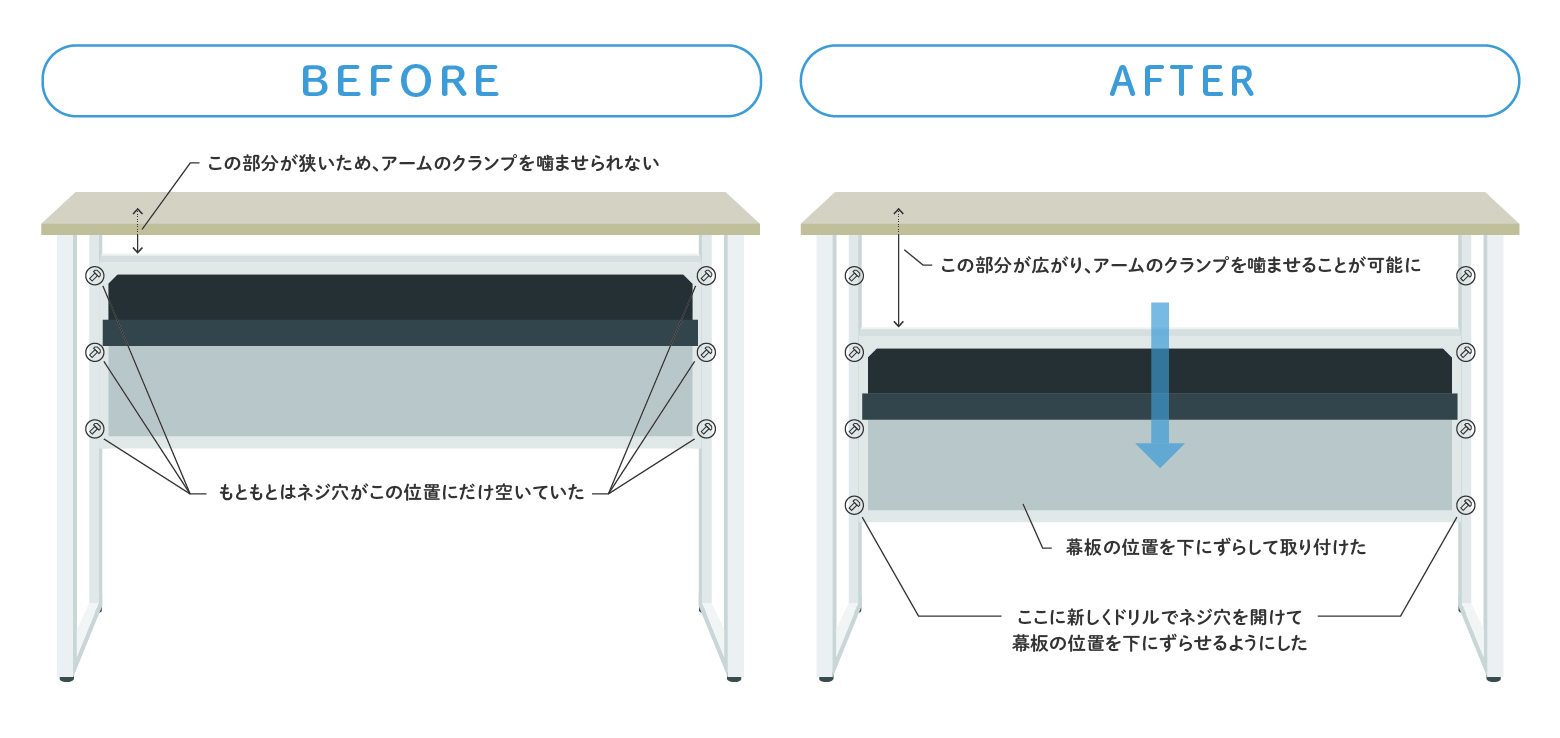 BEFORE
この部分が狭いため、アームのクランプを噛ませられない
もともとはネジ穴がこの位置にだけ空いていた
AFTER
この部分が広がり、アームのクランプを噛ませることが可能に
幕板の位置を下にずらして取り付けた
ここに新しくドリルでネジ穴を開けて
幕板の位置を下にずらせるようにした